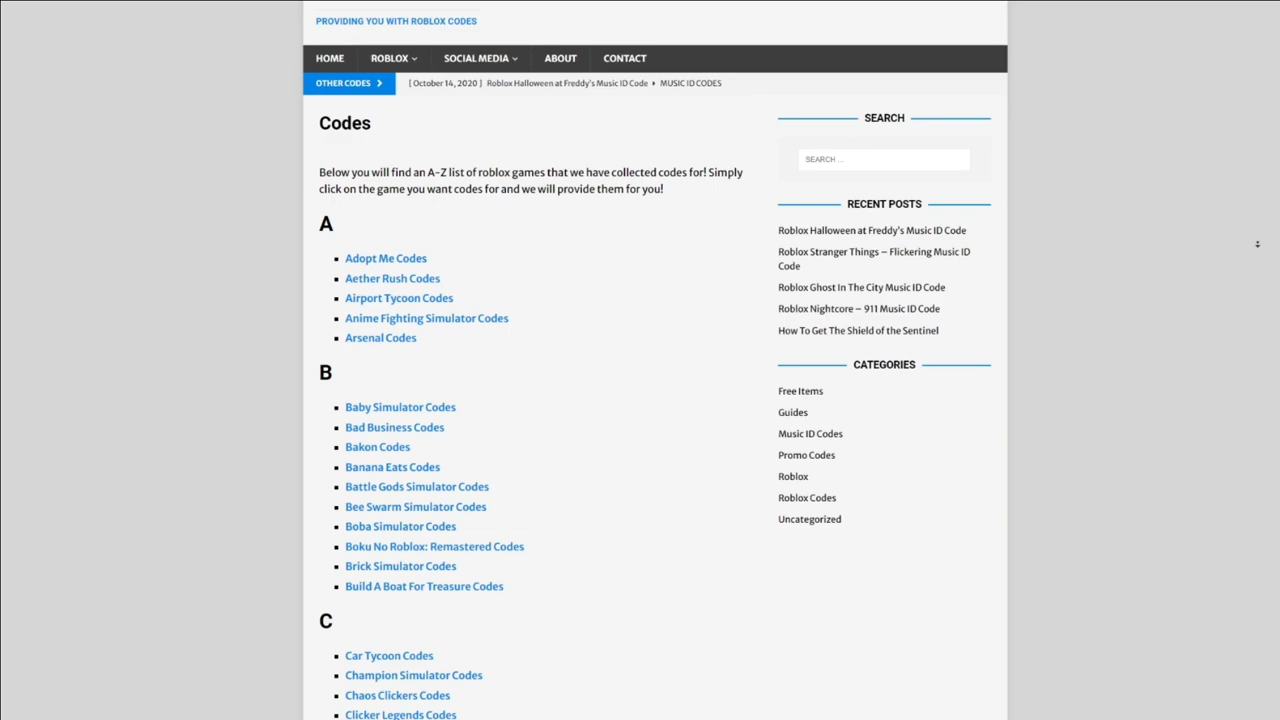 PROVIDING YOU WITH ROBLOX CODES
HOME ROBLOX SOCIAL MEDIA ABOUT CONTACT
OTHER CODES [ October 14, 2020 ] Roblox Halloween at Freddy's Music ID Code MUSIC ID CODES
Codes
Below you will find an A-Z list of roblox games that we have collected codes for! Simply
click on the game you want codes for and we will provide them for you!
A
Adopt Me Codes
Aether Rush Codes
Airport Tycoon Codes
Anime Fighting Simulator Codes
Arsenal Codes
B
Baby Simulator Codes
Bad Business Codes
Bakon Codes
Banana Eats Codes
Battle Gods Simulator Codes
Bee Swarm Simulator Codes
Boba Simulator Codes
Boku No Roblox: Remastered Codes
Brick Simulator Codes
Build A Boat For Treasure Codes
C
Car Tycoon Codes
Champion Simulator Codes
Chaos Clickers Codes
Clicker Legends Codes
SEARCH
SEARCH ...
RECENT POSTS
Roblox Halloween at Freddy's Music ID Code
Roblox Stranger Things – Flickering Music ID
Code
Roblox Ghost In The City Music ID Code
Roblox Nightcore – 911 Music ID Code
How To Get The Shield of the Sentinel
CATEGORIES
Free Items
Guides
Music ID Codes
Promo Codes
Roblox
Roblox Codes
Uncategorized